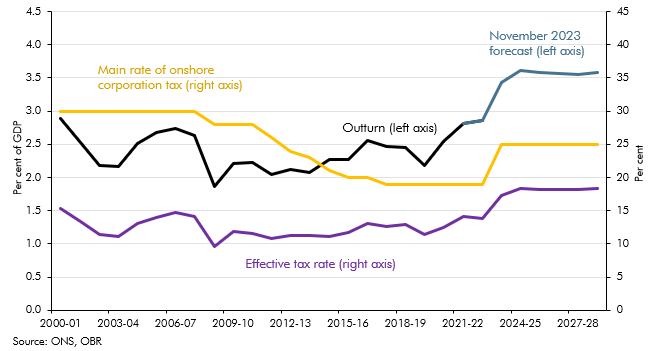 4.5
4.0
3.5
3.0
2.5
2.0
1.5
1.0
0.5
0.0
Per cent of GDP
45
40
35
30
25
20
15
10
5
0
Per cent
November 2023
forecast (left axis)
Main rate of onshore
corporation tax (right axis)
Outturn (left axis)
Effective tax rate (right axis)
2000-01 2003-04 2006-07 2009-10 2012-13 2015-16 2018-19 2021-22 2024-25 2027-28
Source: ONS, OBR